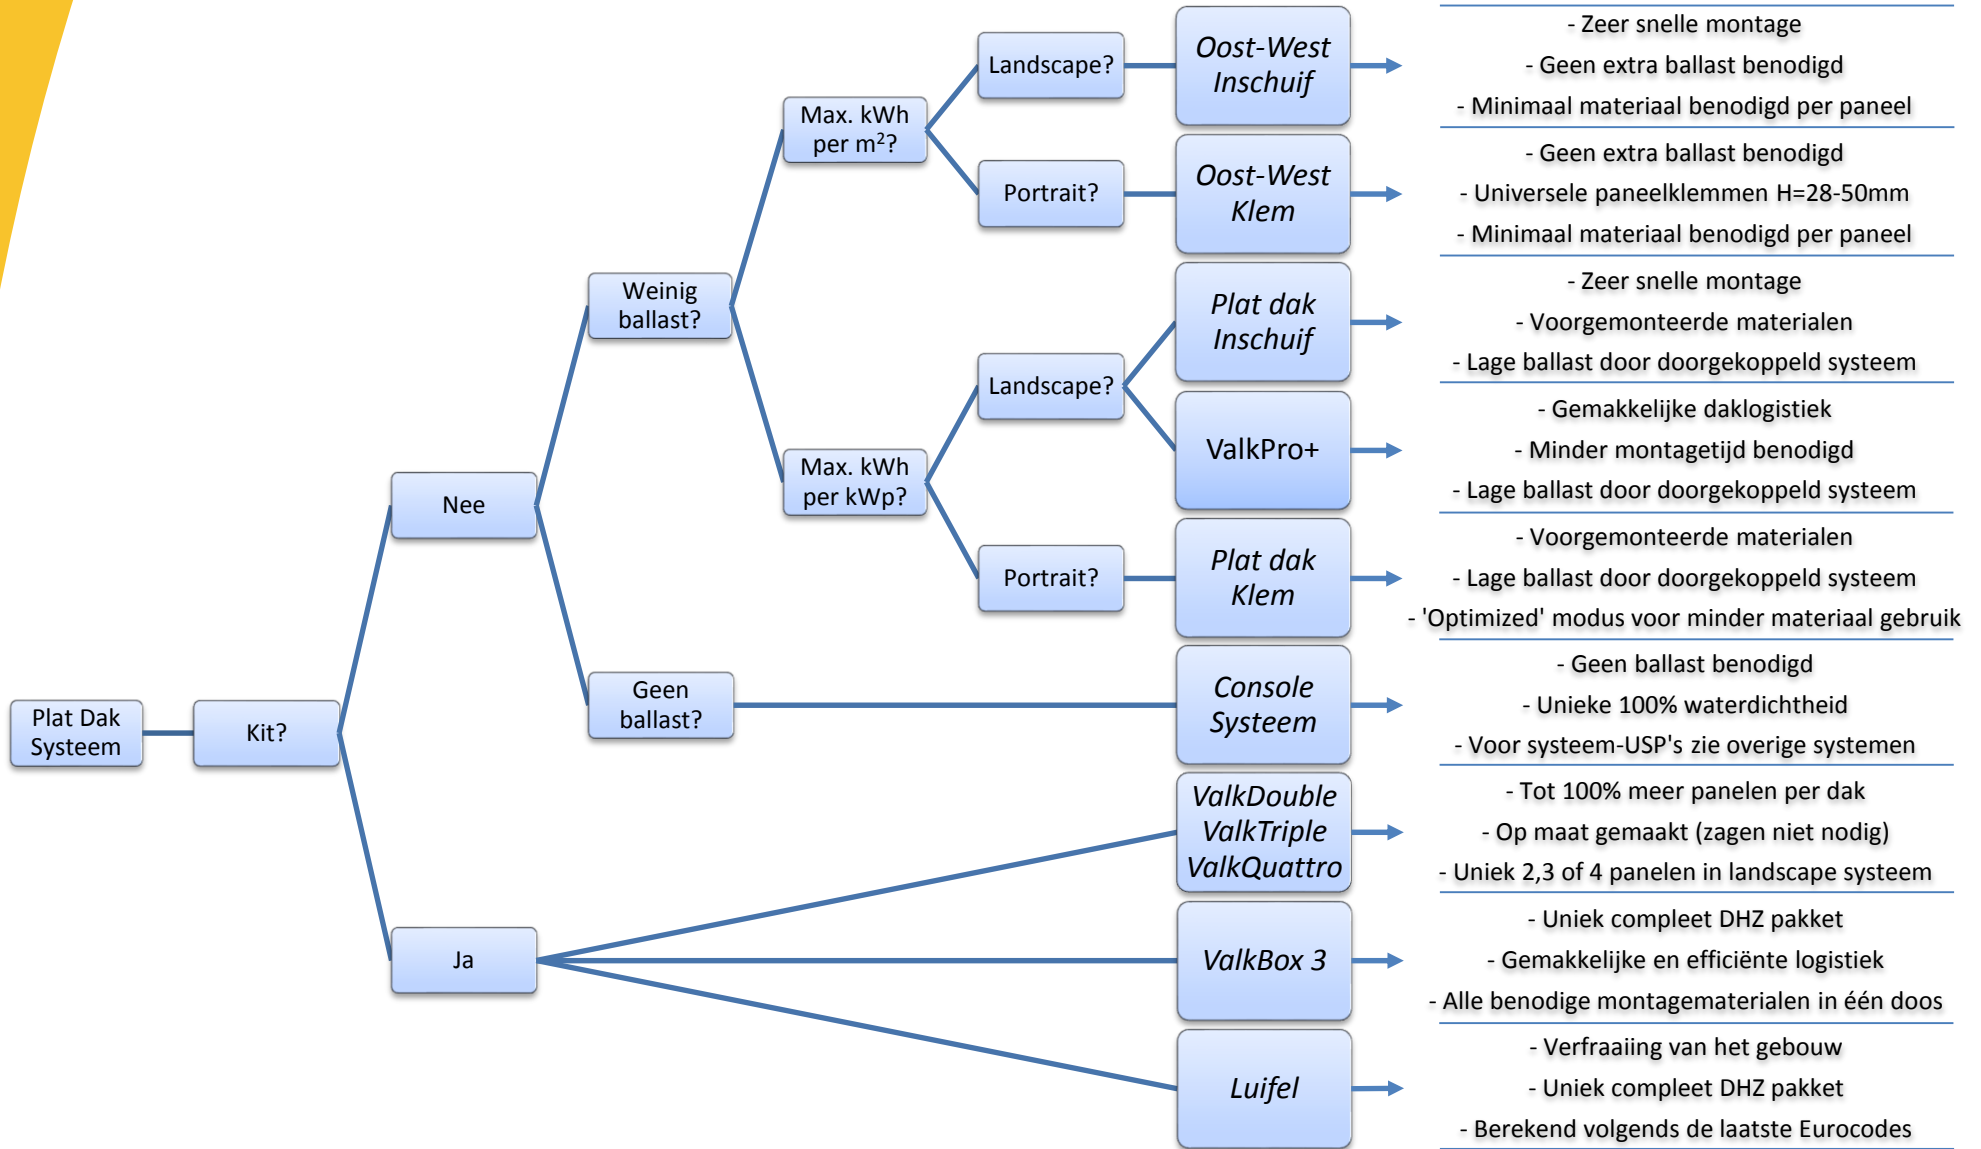 Plat Dak
Systeem
Kit?
Nee
Ja
Weinig
ballast?
Geen
ballast?
Max. kWh
per m²?
Max. kWh
per kWp?
Landscape?
Portrait?
Landscape?
Portrait?
Oost-West
Inschuif
- Zeer snelle montage
- Geen extra ballast benodigd
- Minimaal materiaal benodigd per paneel
Oost-West
Klem
- Geen extra ballast benodigd
- Universele paneelklemmen H=28-50mm
- Minimaal materiaal benodigd per paneel
Plat dak
Inschuif
- Zeer snelle montage
- Voorgemonteerde materialen
- Lage ballast door doorgekoppeld systeem
ValkPro+
- Gemakkelijke daklogistiek
- Minder montagetijd benodigd
- Lage ballast door doorgekoppeld systeem
Plat dak
Klem
- Voorgemonteerde materialen
- Lage ballast door doorgekoppeld systeem
- 'Optimized' modus voor minder materiaal gebruik
Console
Systeem
- Geen ballast benodigd
- Unieke 100% waterdichtheid
- Voor systeem-USP's zie overige systemen
ValkDouble
ValkTriple
ValkQuattro
- Tot 100% meer panelen per dak
- Op maat gemaakt (zagen niet nodig)
- Uniek 2,3 of 4 panelen in landscape systeem
ValkBox 3
- Uniek compleet DHZ pakket
- Gemakkelijke en efficiënte logistiek
- Alle benodige montagematerialen in één doos
Luifel
- Verfraaiing van het gebouw
- Uniek compleet DHZ pakket
- Berekend volgends de laatste Eurocodes